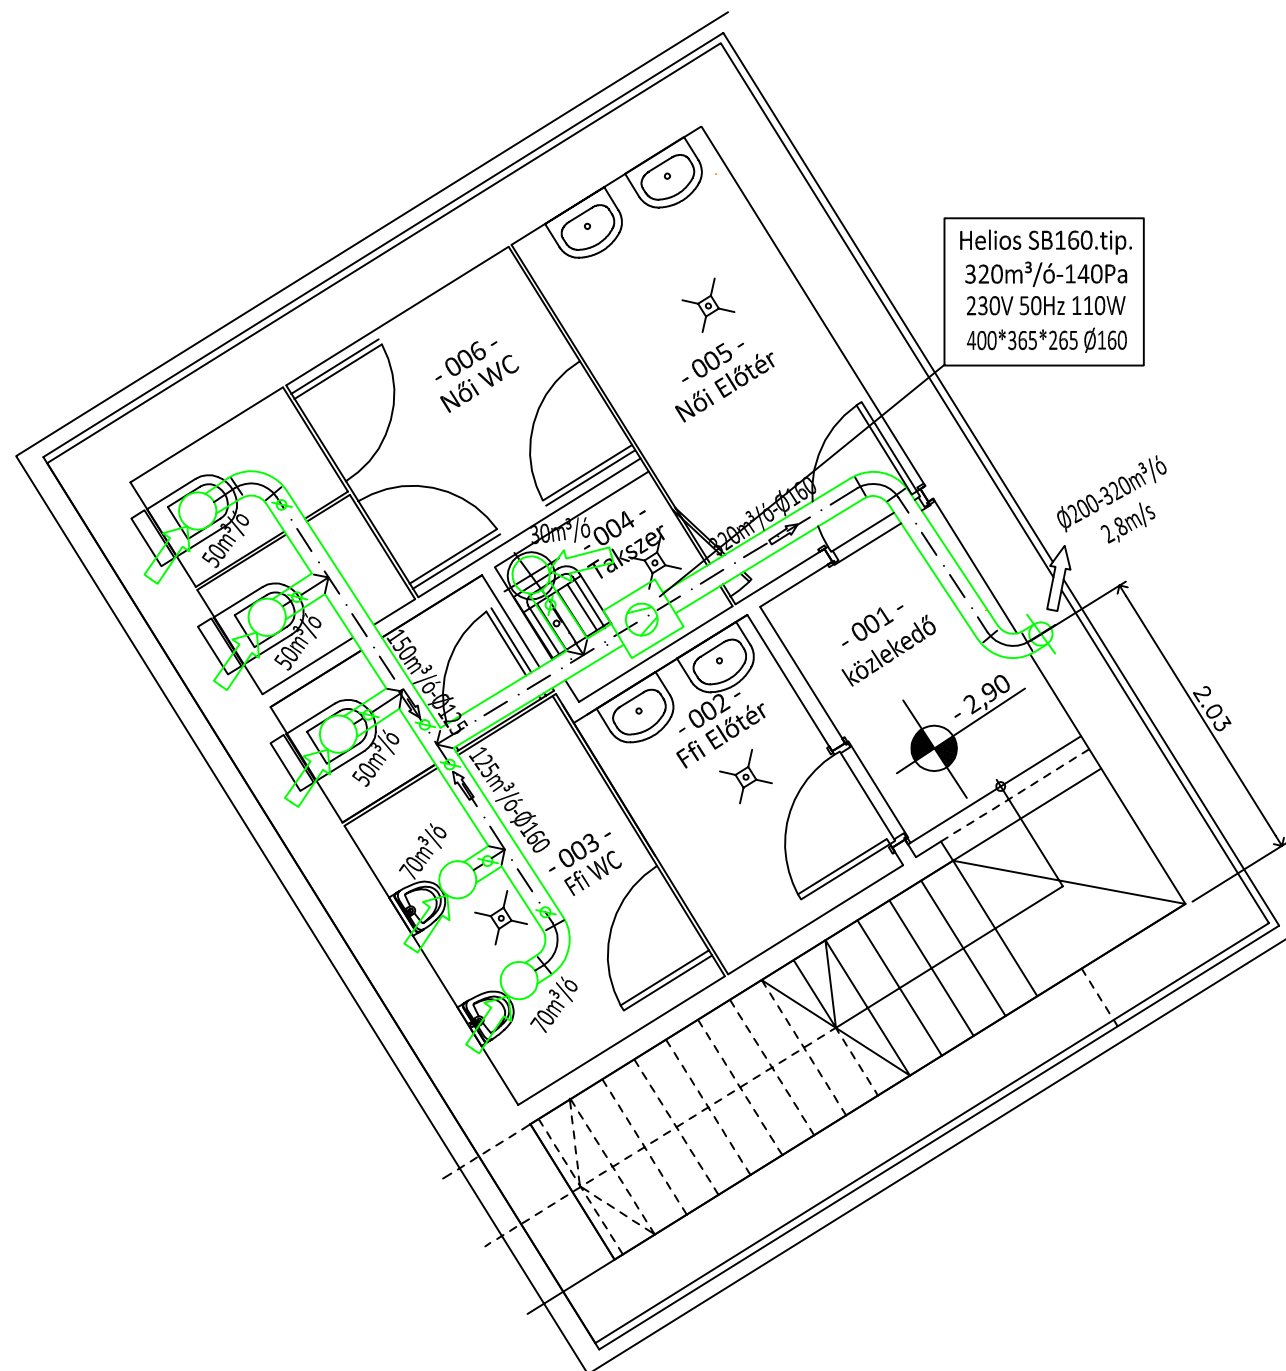 Helios SB160.tip.
320m³/ó-140Pa
230V 50Hz 110W
400*365*265 Ø160
- 006 -
Női WC
- 005 -
Női Előtér
Ø200-320m³/ó
2,8m/s
50m³/ó
30m³/ó
- 004 -
Takszer
320m³/ó-Ø160
50m³/ó
- 001 -
közlekedő
150m³/ó-Ø125
- 2,90
2.03
- 002 -
Ffi Előtér
50m³/ó
125m³/ó-Ø160
- 003 -
Ffi WC
70m³/ó
70m³/ó